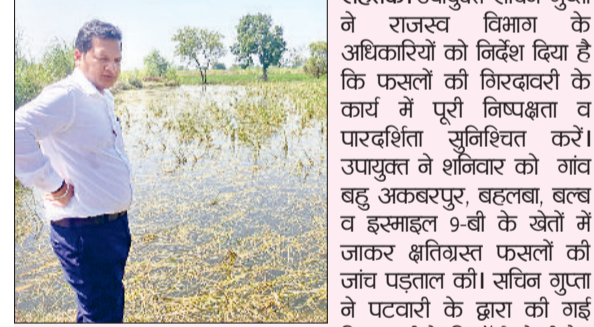 ने राजस्व विभाग के
अधिकारियों को निर्देश दिया है
कि फसलों की गिरदावरी के
कार्य में पूरी निष्पक्षता व
पारदर्शिता सुनिश्चित करें।
उपायुक्त ने शनिवार को गांव
बहु अकबरपुर, बहलबा, बल्ब
व इस्माइल 9-बी के खेतों में
जाकर क्षतिग्रस्त फसलों की
जांच पड़ताल की। सचिन गुप्ता
ने पटवारी के द्वारा की गई